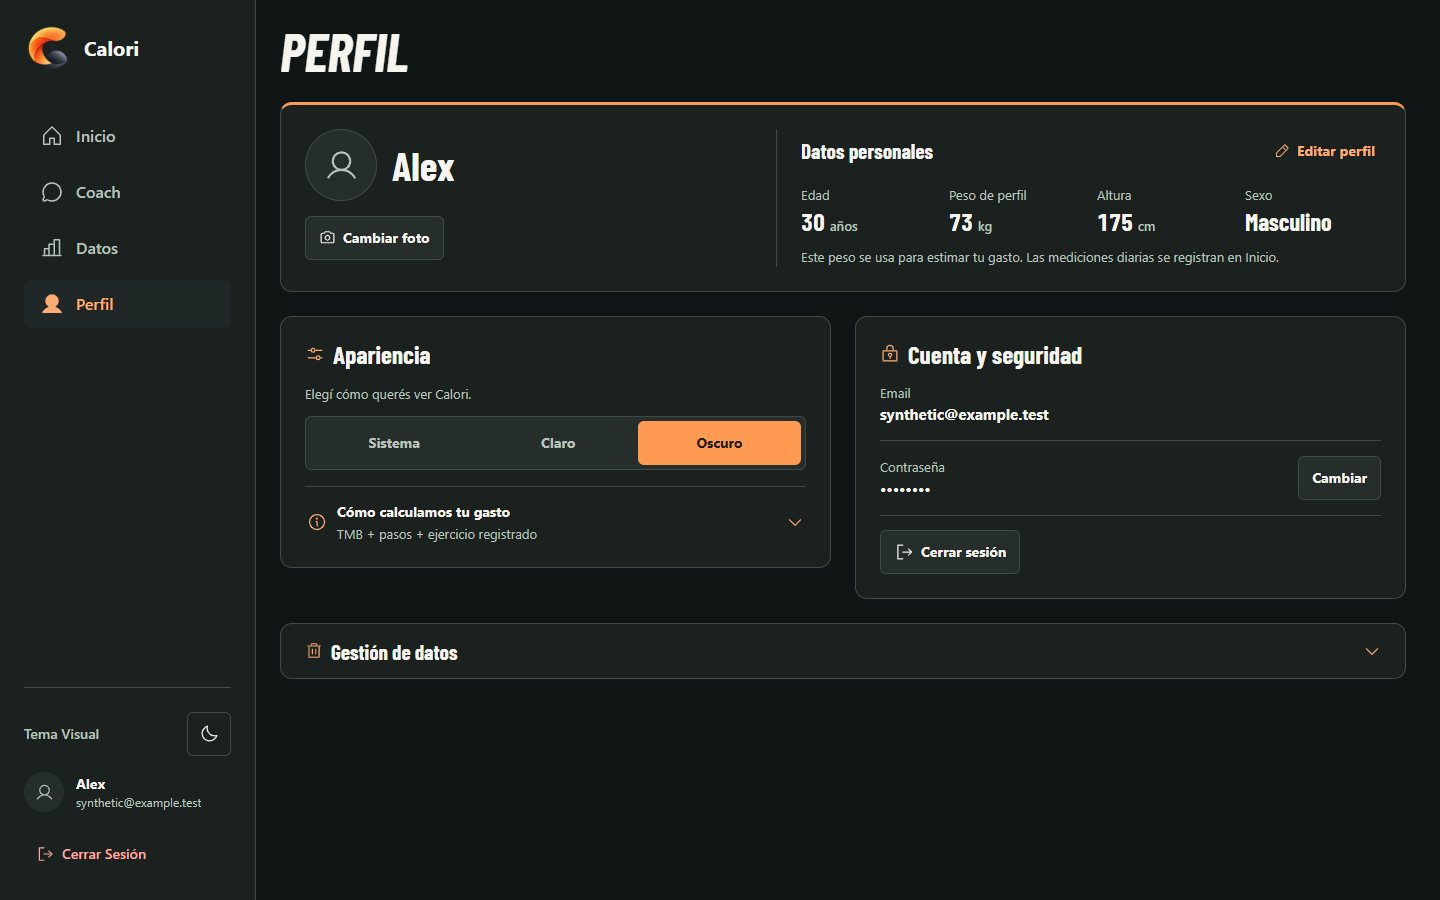 Calori
Inicio
Coach
Datos
Perfil
Tema Visual
Alex
synthetic@example.test
Cerrar Sesión
PERFIL
Alex
Cambiar foto
Datos personales
Editar perfil
Edad
30 años
Peso de perfil
73 kg
Altura
175 cm
Sexo
Masculino
Este peso se usa para estimar tu gasto. Las mediciones diarias se registran en Inicio.
Apariencia
Elegí cómo querés ver Calori.
Sistema
Claro
Oscuro
Cómo calculamos tu gasto
TMB + pasos + ejercicio registrado
Cuenta y seguridad
Email
synthetic@example.test
Contraseña
••••••••
Cambiar
Cerrar sesión
Gestión de datos